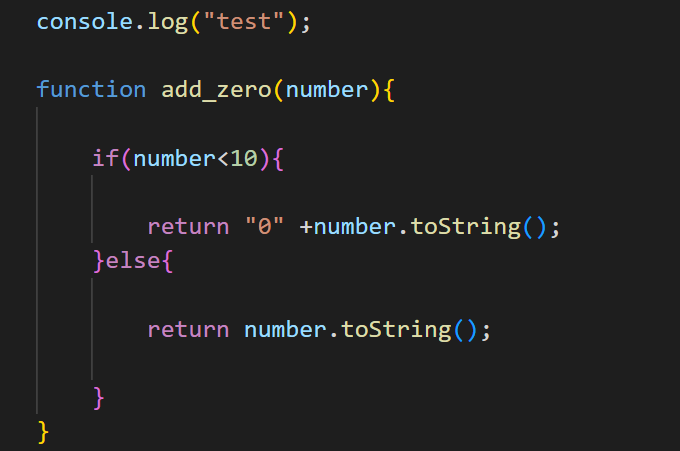 console.log("test");
function add_zero(number){
if(number<10){
return "0" +number.toString();
}else{
return number.toString();
}
}